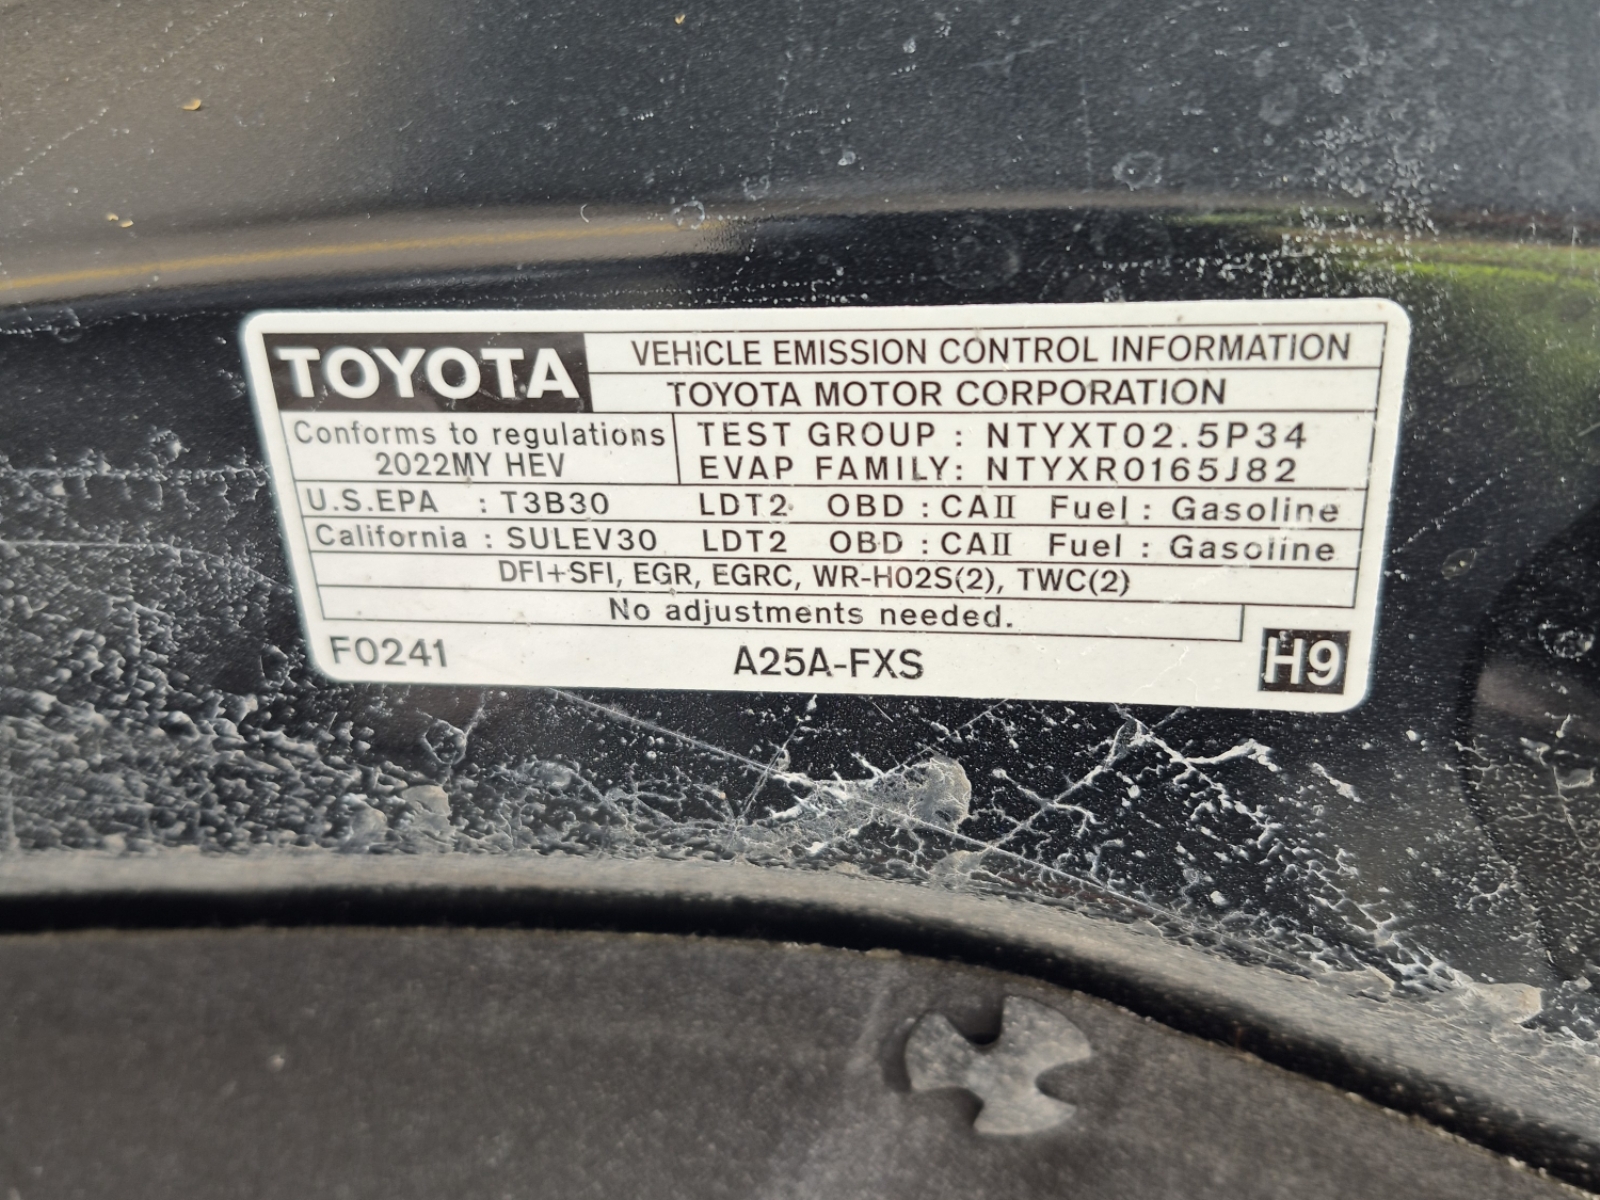 TOYOTA VEHICLE EMISSION CONTROL INFORMATION
TOYOTA MOTOR CORPORATION
Conforms to regulations TEST GROUP : NTYXT02.5P34
2022MY HEV EVAP FAMILY: NTYXR0165J82
U.S.EPA : T3B30 LDT2 OBD : CAII Fuel : Gasoline
California : SULEV30 LDT2 OBD : CAII Fuel : Gasoline
DFI+SFI, EGR, EGRC, WR-HO2S(2), TWC(2)
No adjustments needed.
F0241 A25A-FXS H9